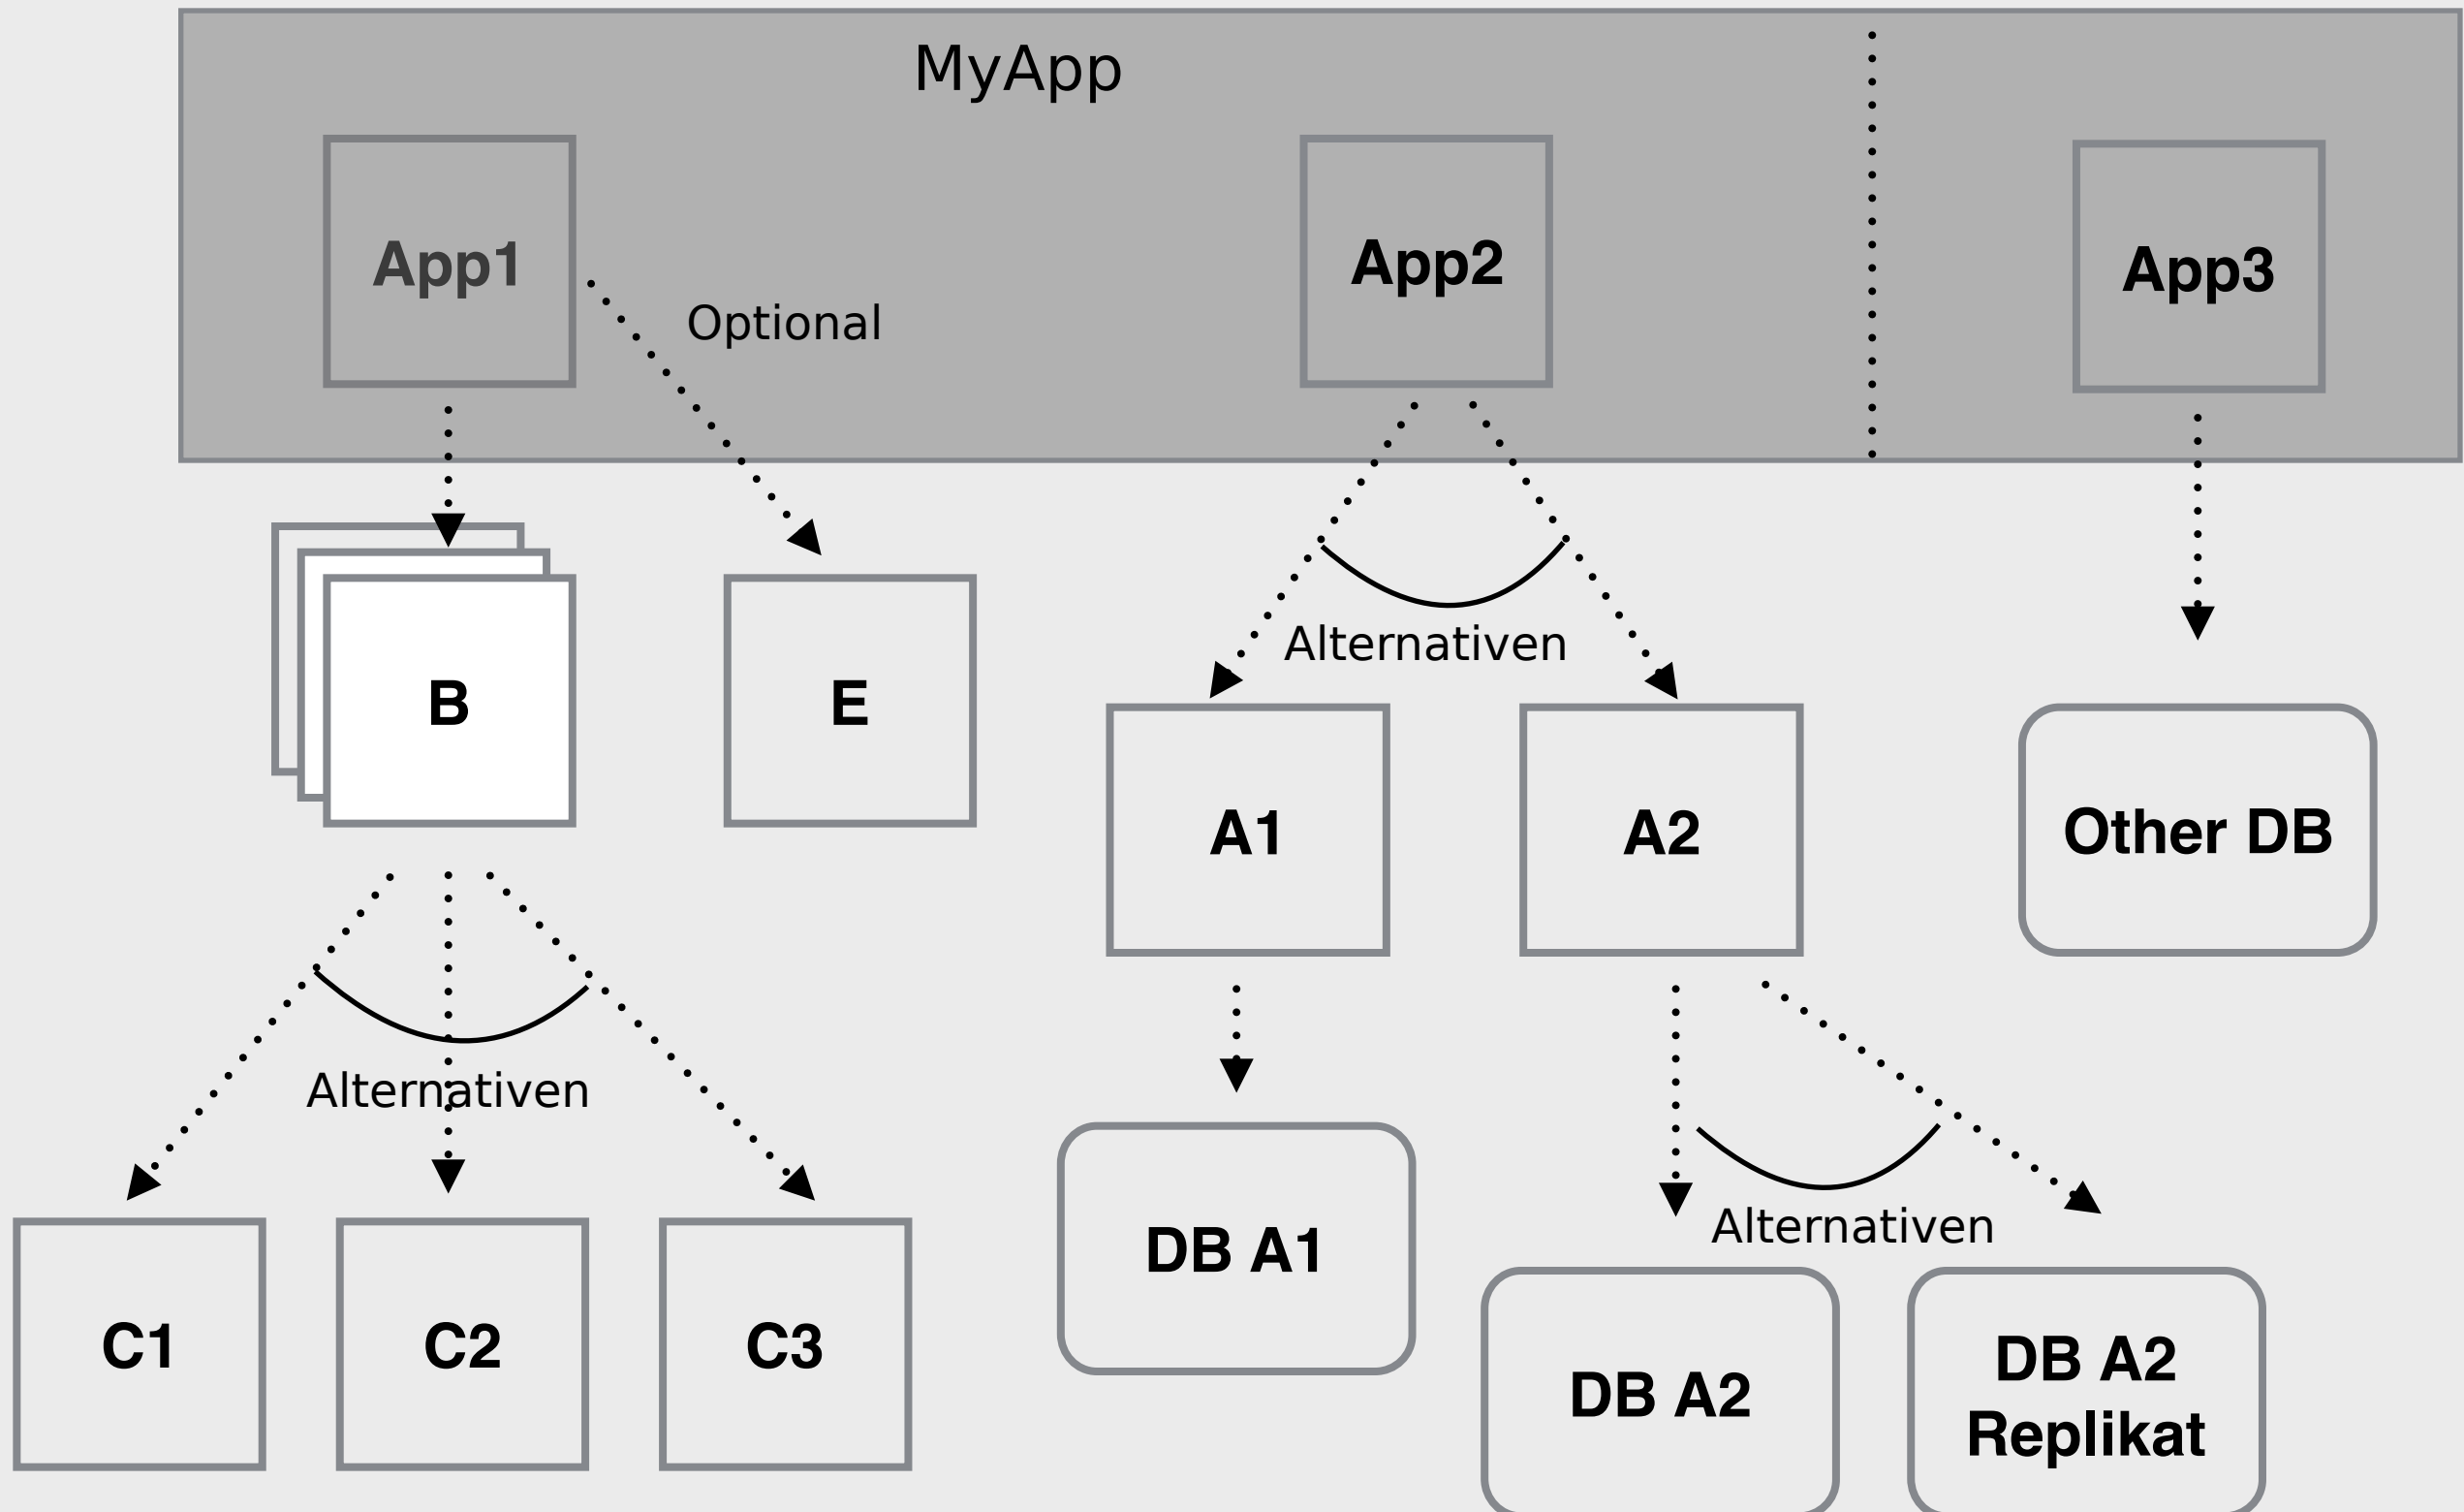 MyApp
App1
App2
App3
Optional
Alternativen
B
E
A1
A2
Other DB
Alternativen
Alternativen
C1
C2
C3
DB A1
DB A2
DB A2
Replikat